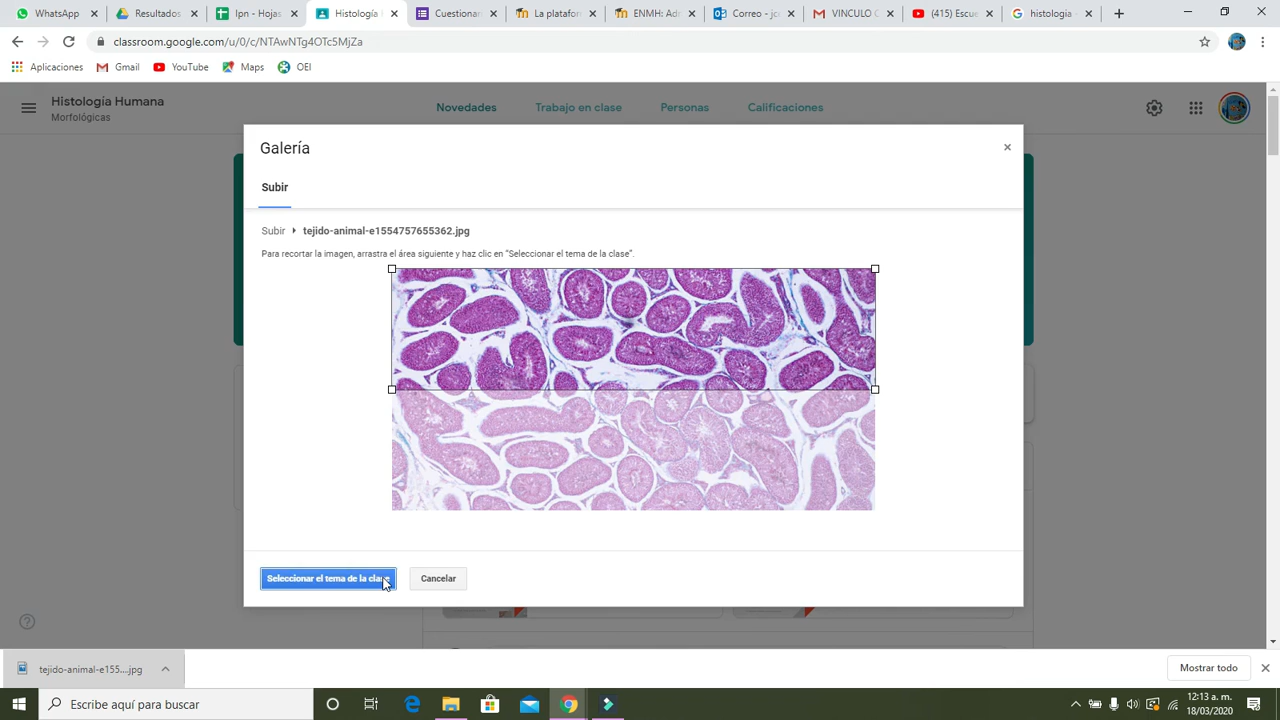 WhatsApp
Resultados
Ipn - Hojas
Histología
Cuestionar
La platafor
ENMH: Adm
Correo - jc
VINCULO C
(415) Escue
histologia -
classroom.google.com/u/0/c/NTAwNTg4OTc5MjZa
Aplicaciones
Gmail
YouTube
Maps
OEI
Histología Humana
Morfológicas
Novedades
Trabajo en clase
Personas
Calificaciones
Galería
Subir
Subir tejido-animal-e1554757655362.jpg
Para recortar la imagen, arrastra el área siguiente y haz clic en “Seleccionar el tema de la clase”.
Seleccionar el tema de la clase
Cancelar
tejido-animal-e155....jpg
Mostrar todo
Escribe aquí para buscar
12:13 a. m.
18/03/2020